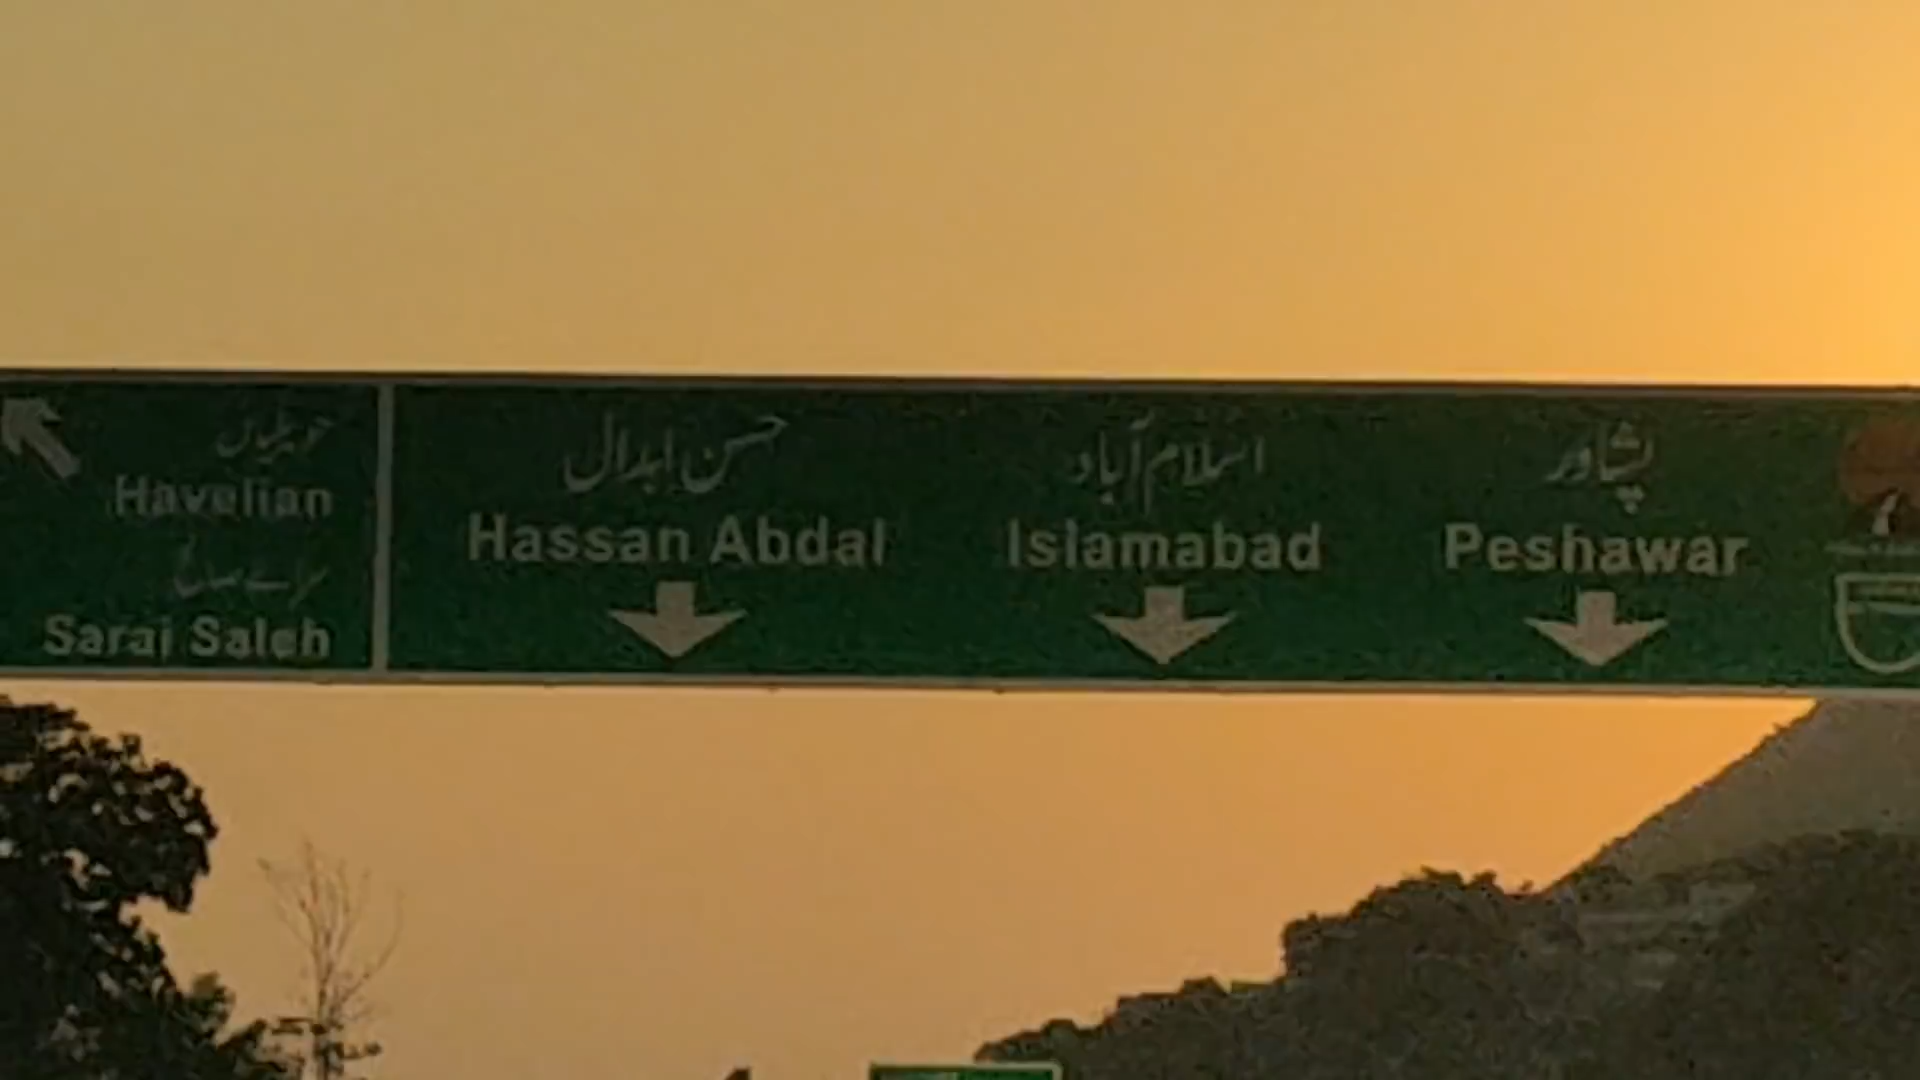 حویلیاں
Havelian
سرائے صالح
Sarai Saleh
حسن ابدال
Hassan Abdal
اسلام آباد
Islamabad
پشاور
Peshawar